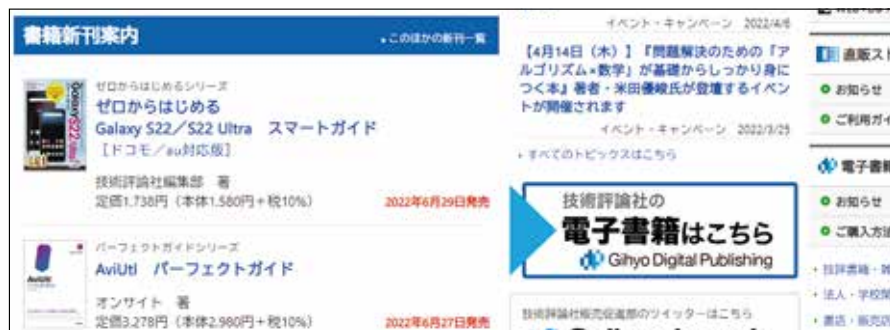 書籍新刊案内
このほかの新刊一覧
ゼロからはじめるシリーズ
ゼロからはじめる
Galaxy S22/S22 Ultra スマートガイド
[ドコモ/au対応版]
技術評論社編集部 著
定価1,738円（本体1,580円+税10%）
2022年6月29日発売
パーフェクトガイドシリーズ
AviUtl パーフェクトガイド
オンサイト 著
定価3,278円（本体2,980円+税10%）
2022年6月27日発売
イベント・キャンペーン 2022/4/6
【4月14日（木）】『問題解決のための「ア
ルゴリズム×数学」が基礎からしっかり身に
つく本』著者・米田優峻氏が登壇するイベン
トが開催されます
イベント・キャンペーン 2022/3/25
すべてのトピックスはこちら
技術評論社の
電子書籍はこちら
Gihyo Digital Publishing
技術評論社販売促進部のツイッターはこちら
直販スト
お知らせ
ご利用ガイ
電子書籍
お知らせ
ご購入方法
技評書籍・雑
法人・学校関
書店・販売店